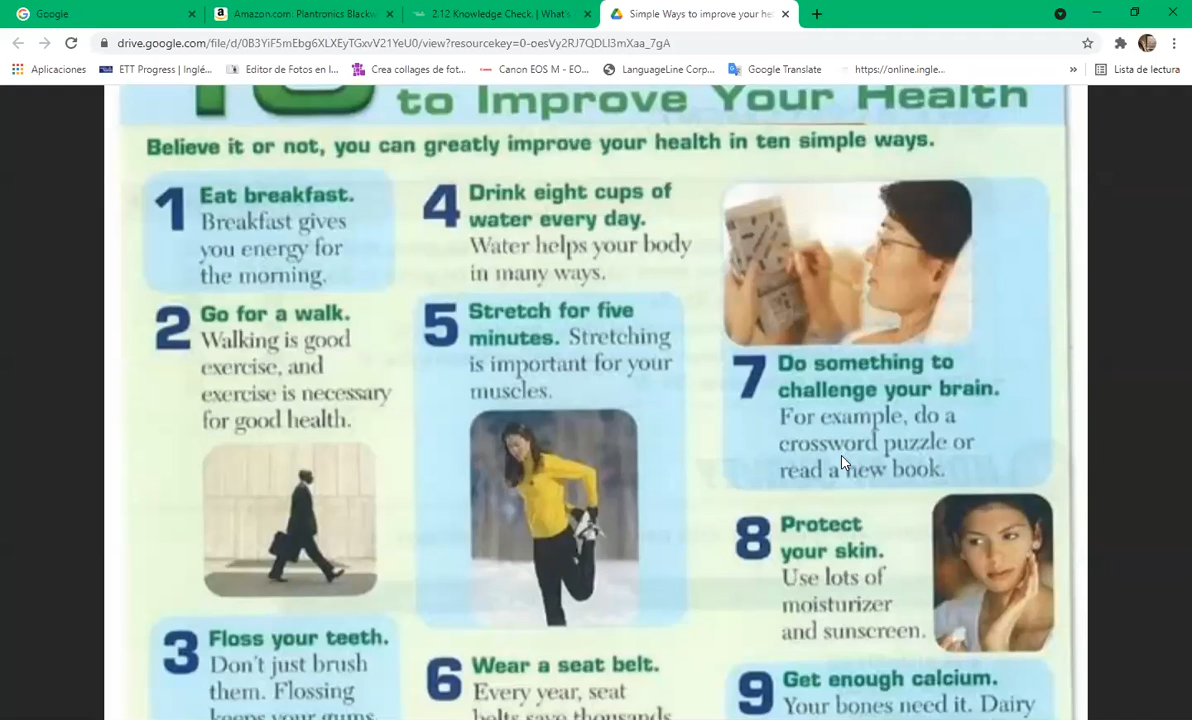 Google
Amazon.com: Plantronics Blackw
2.12 Knowledge Check. | What's
Simple Ways to improve your hea
drive.google.com/file/d/0B3YiF5mEbg6XLXEyTGxvV21YeU0/view?resourcekey=0-oesVy2RJ7QDLl3mXaa_7gA
Aplicaciones
ETT Progress | Inglé...
Editor de Fotos en l...
Crea collages de fot...
Canon EOS M - EO...
LanguageLine Corp...
Google Translate
https://online.ingle...
»
Lista de lectura
10
to Improve Your Health
Believe it or not, you can greatly improve your health in ten simple ways.
1 Eat breakfast.
Breakfast gives
you energy for
the morning.
2 Go for a walk.
Walking is good
exercise, and
exercise is necessary
for good health.
3 Floss your teeth.
Don't just brush
them. Flossing
keeps your gums
4 Drink eight cups of
water every day.
Water helps your body
in many ways.
5 Stretch for five
minutes. Stretching
is important for your
muscles.
6 Wear a seat belt.
Every year, seat
belts save thousands
7 Do something to
challenge your brain.
For example, do a
crossword puzzle or
read a new book.
8 Protect
your skin.
Use lots of
moisturizer
and sunscreen.
9 Get enough calcium.
Your bones need it. Dairy